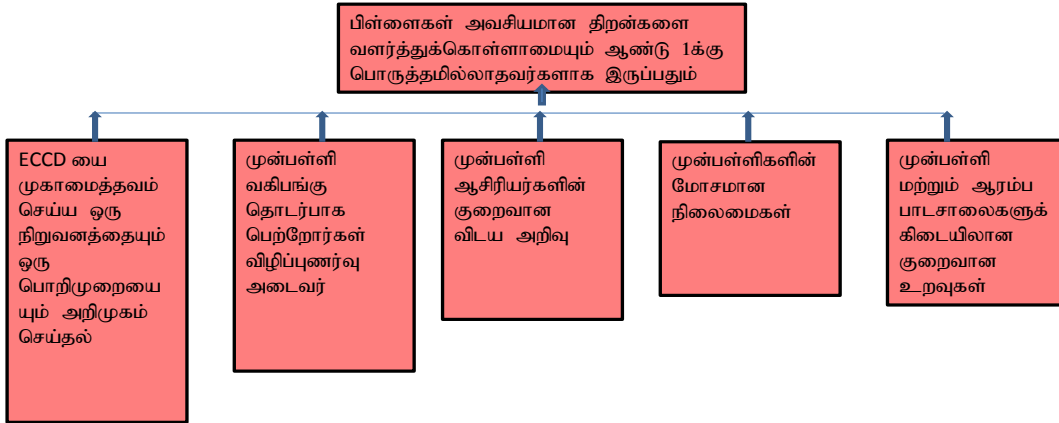 பிள்ளைகள் அவசியமான திறன்களை
வளர்த்துக்கொள்ளாமையும் ஆண்டு 1க்கு
பொருத்தமில்லாதவர்களாக இருப்பதும்
ECCD யை
முகாமைத்தவம்
செய்ய ஒரு
நிறுவனத்தையும்
ஒரு
பொறிமுறையை
யும் அறிமுகம்
செய்தல்
முன்பள்ளி
வகிபங்கு
தொடர்பாக
பெற்றோர்கள்
விழிப்புணர்வு
அடைவர்
முன்பள்ளி
ஆசிரியர்களின்
குறைவான
விடய அறிவு
முன்பள்ளிகளின்
மோசமான
நிலைமைகள்
முன்பள்ளி
மற்றும் ஆரம்ப
பாடசாலைகளுக்
கிடையிலான
குறைவான
உறவுகள்